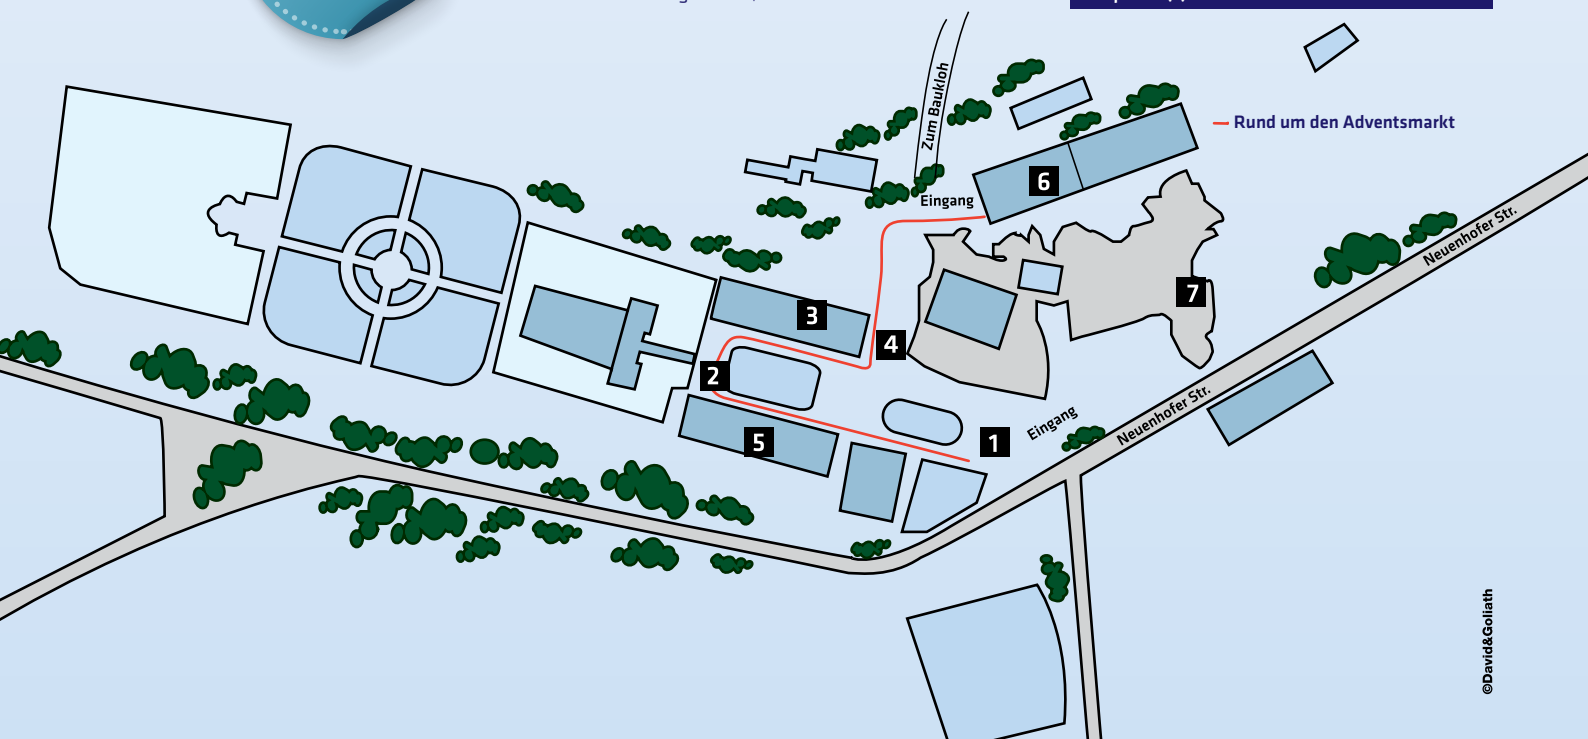 Zum Baukloh
Rund um den Adventsmarkt
6
Eingang
Neuenhofer Str.
7
3
4
2
Neuenhofer Str.
Eingang
1
5
©David&Goliath